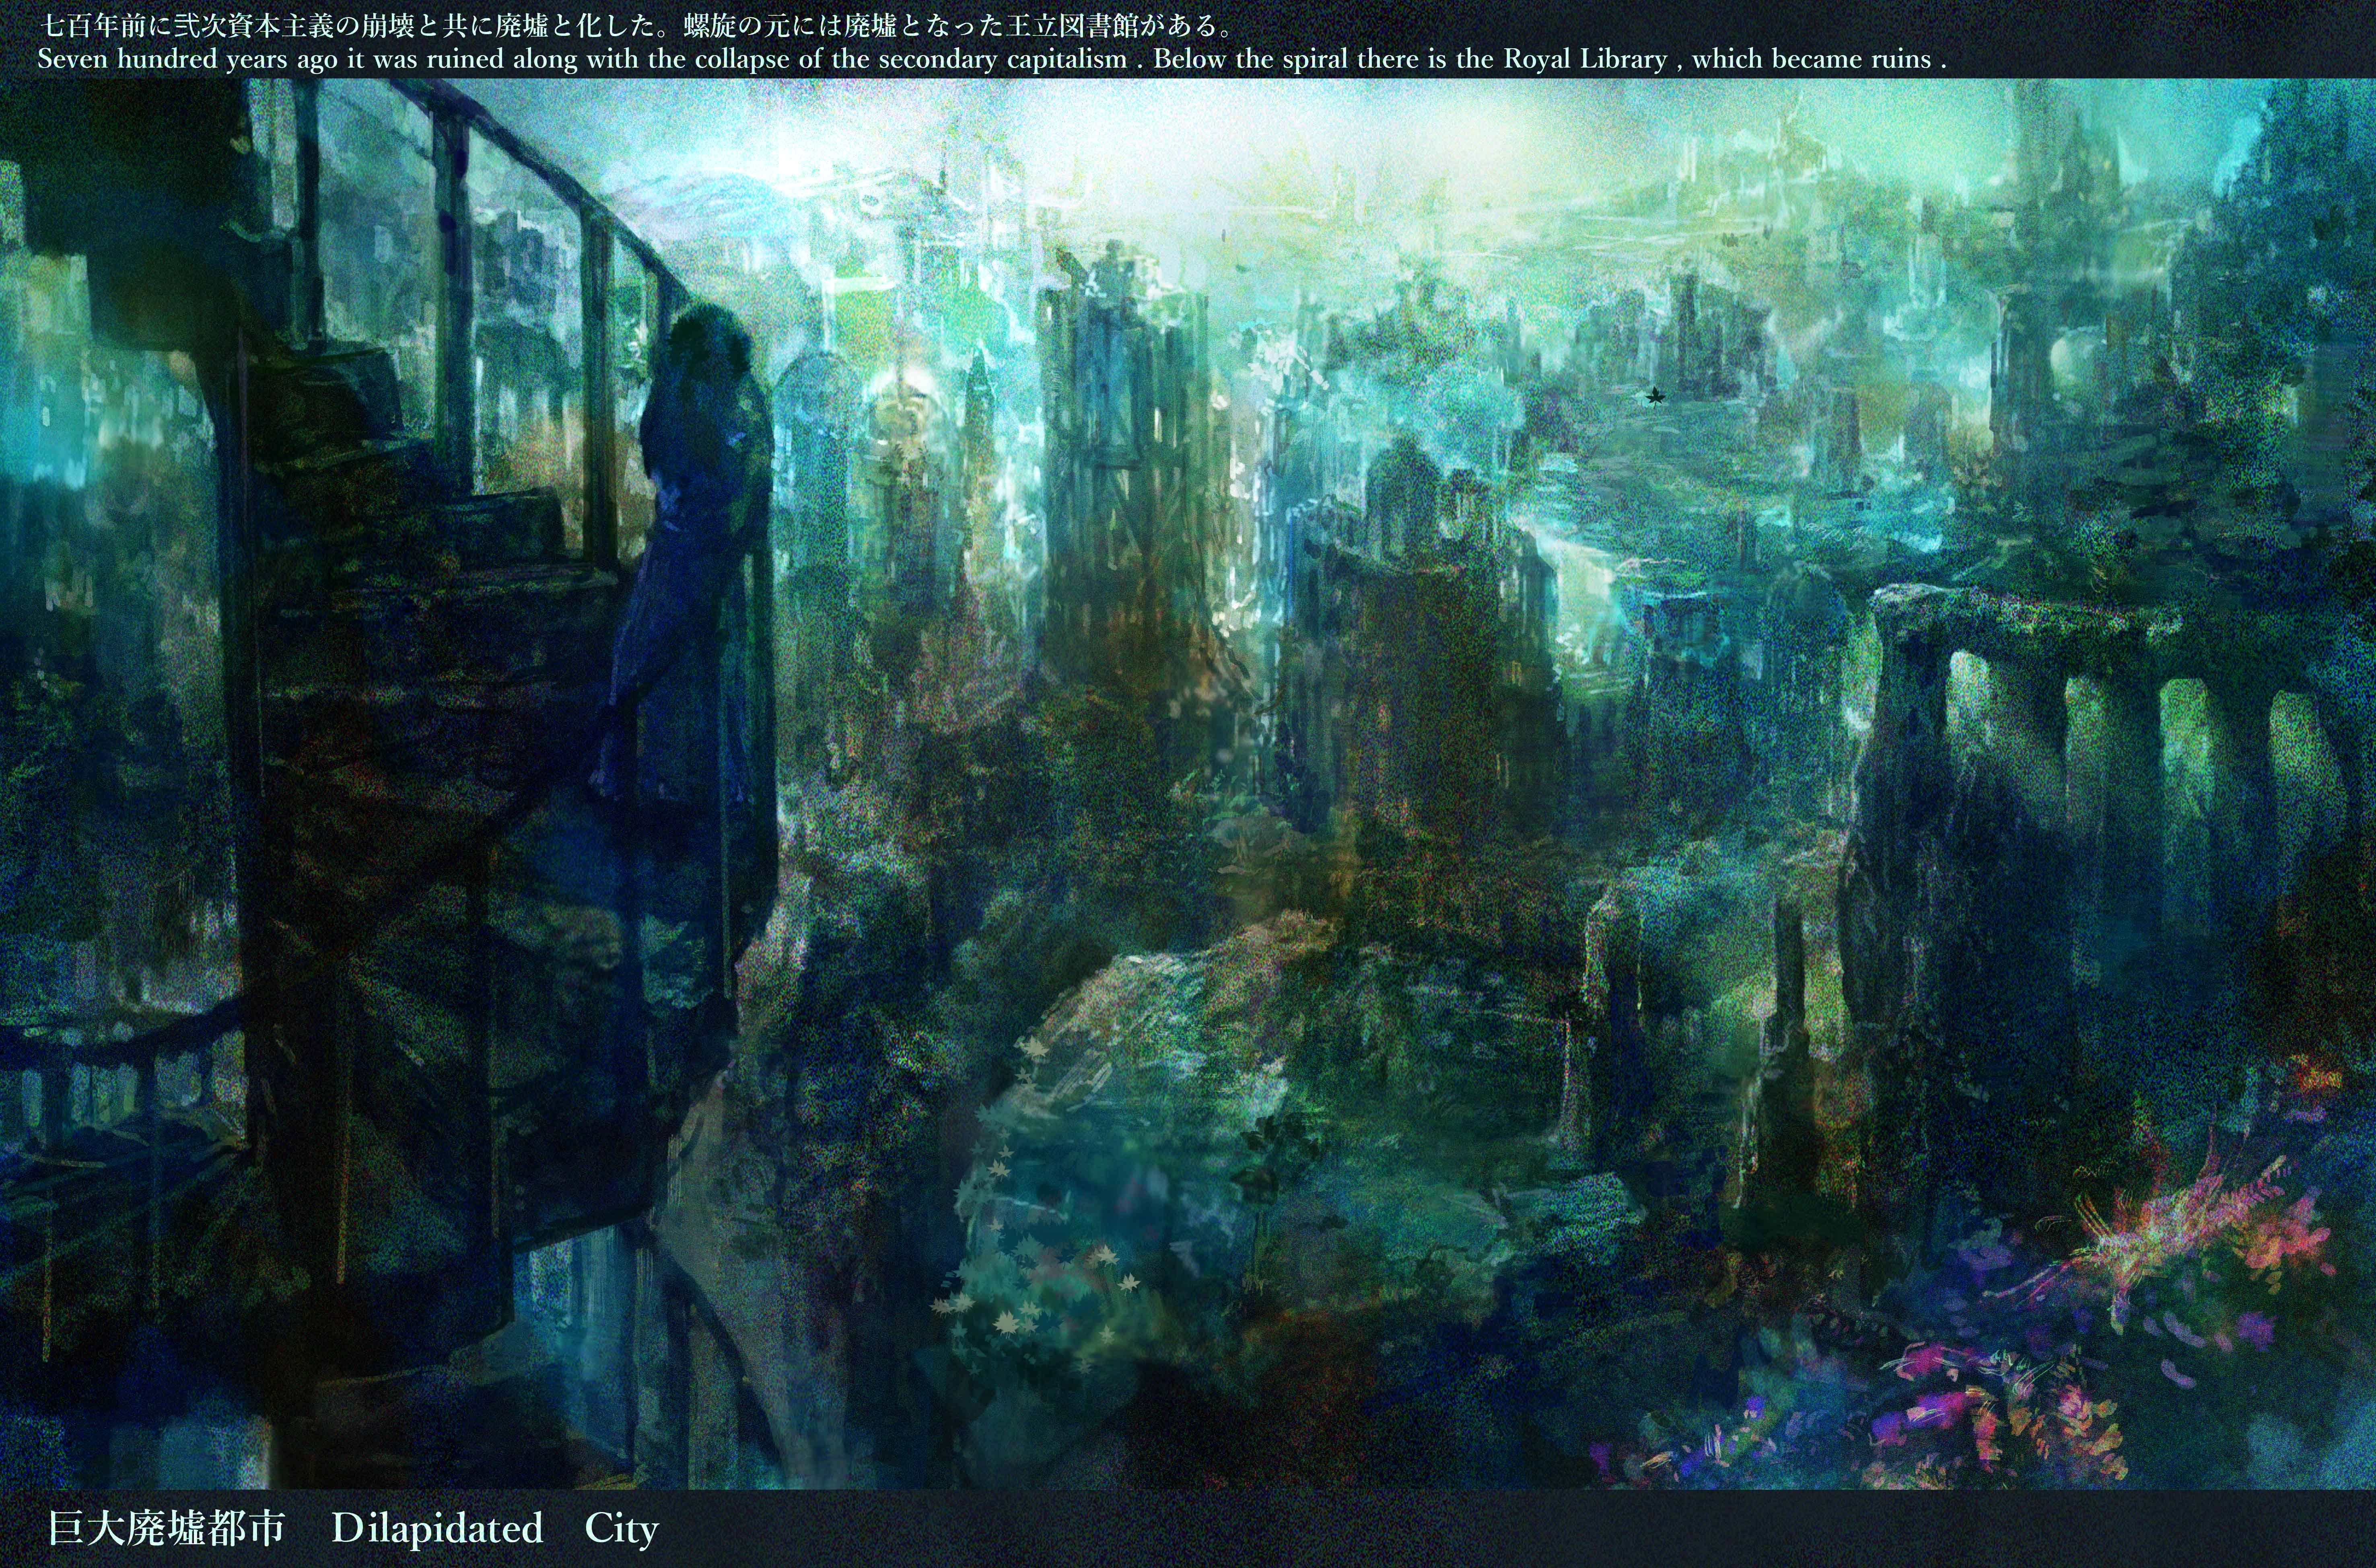 七百年前に弐次資本主義の崩壊と共に廃墟と化した。螺旋の元には廃墟となった王立図書館がある。
Seven hundred years ago it was ruined along with the collapse of the secondary capitalism . Below the spiral there is the Royal Library , which became ruins .
巨大廃墟都市　Dilapidated　City